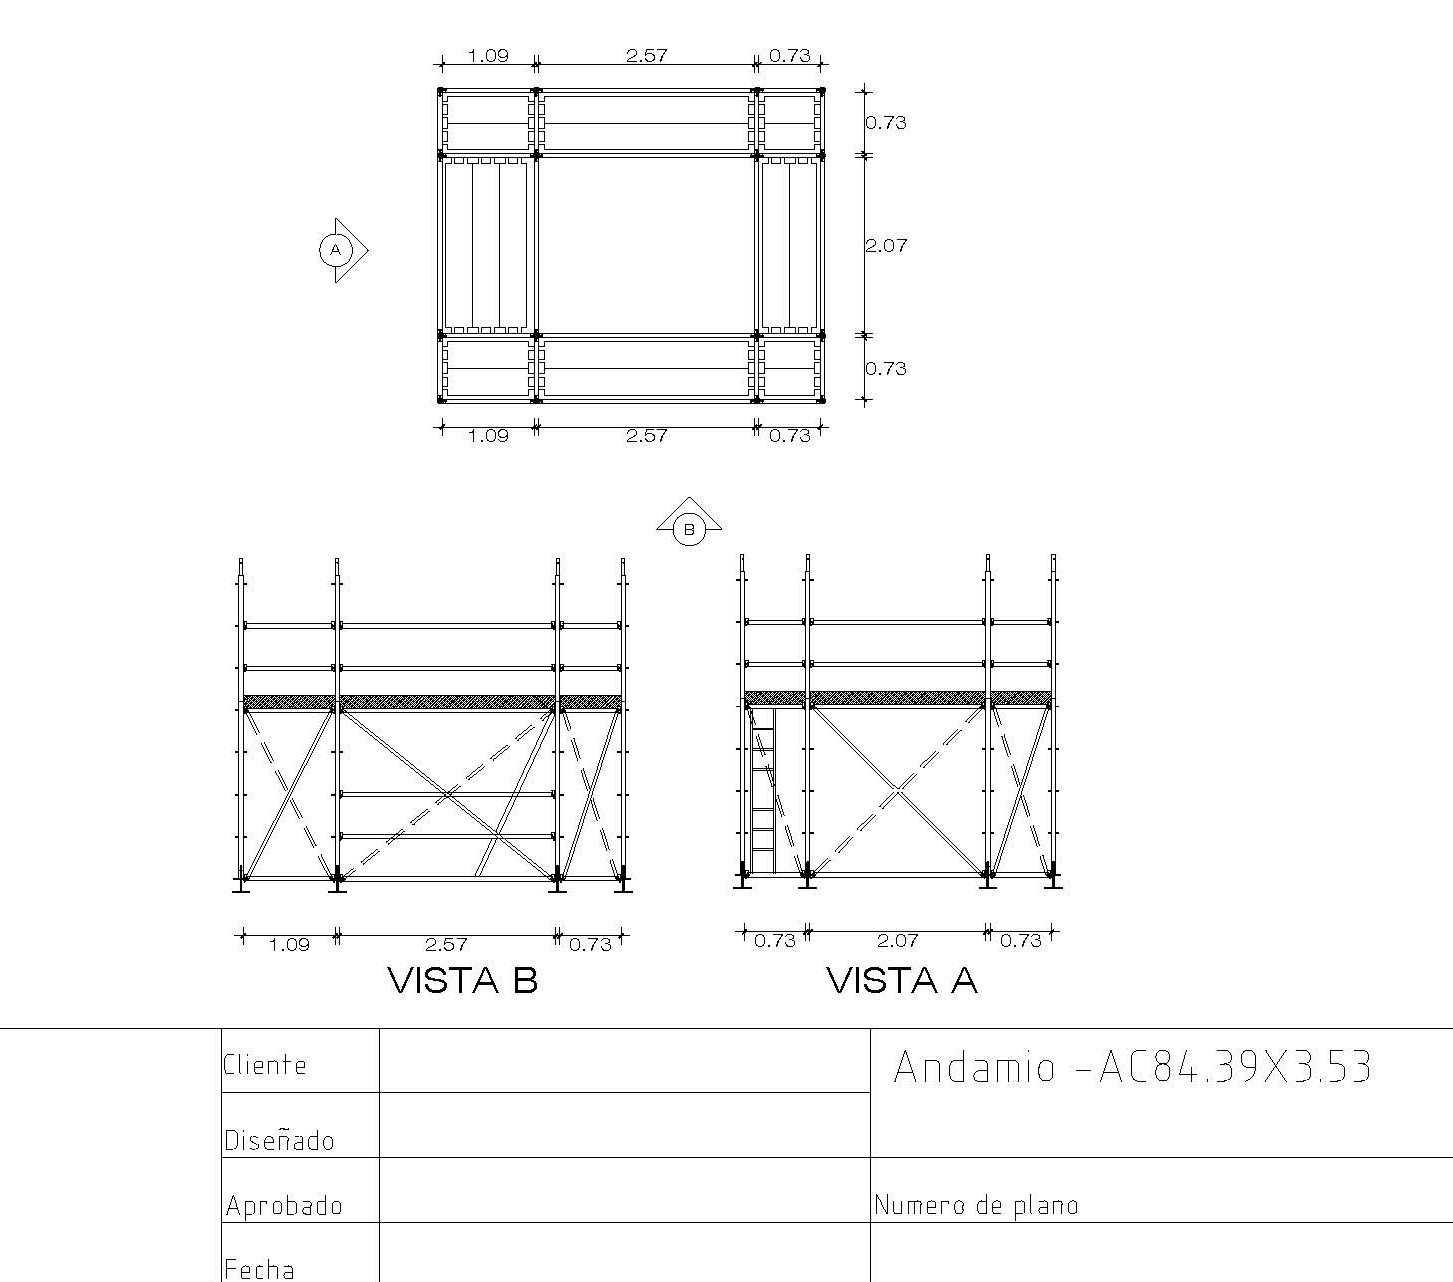 1.09 2.57 0.73
0.73
A
2.07
0.73
1.09 2.57 0.73
B
1.09 2.57 0.73
0.73 2.07 0.73
VISTA B
VISTA A
Cliente
Andamio -AC84.39X3.53
Diseñado
Aprobado
Numero de plano
Fecha